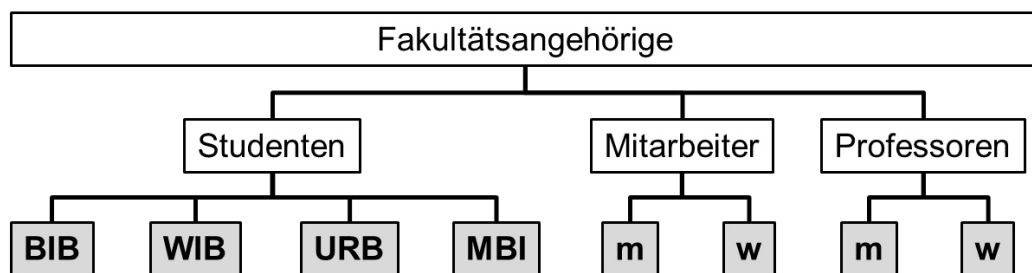 Fakultätsangehörige
Studenten
Mitarbeiter
Professoren
BIB
WIB
URB
MBI
m
w
m
w